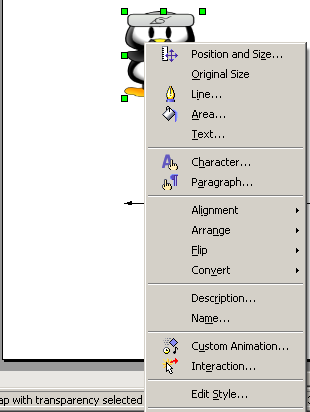 Position and Size...
Original Size
Line...
Area...
Text...
Character...
Paragraph...
Alignment
Arrange
Flip
Convert
Description...
Name...
Custom Animation...
Interaction...
Edit Style...
ap with transparency selected